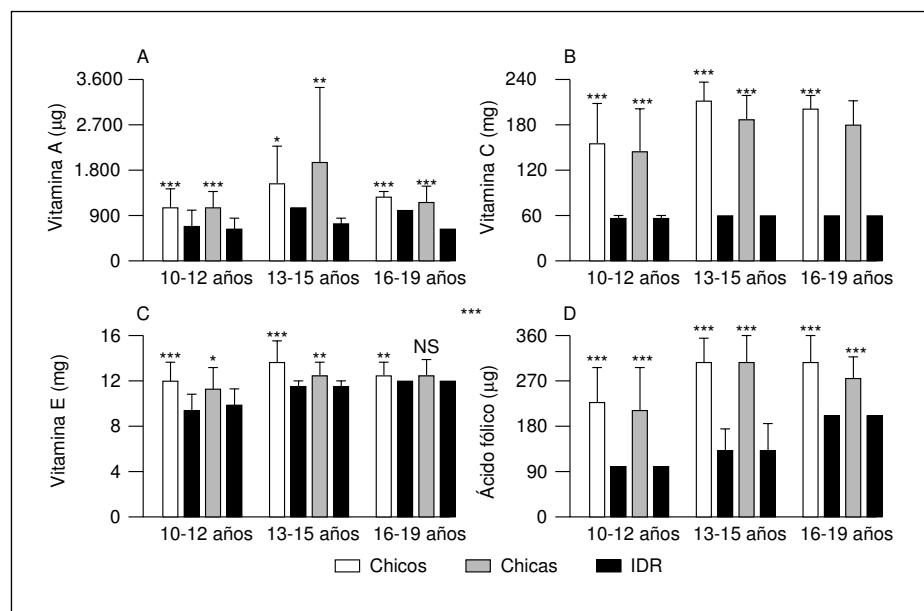 A
Vitamina A (µg)
3.600
2.700
1.800
900
0
*** *** * ** *** ***
10-12 años 13-15 años 16-19 años
B
Vitamina C (mg)
240
180
120
60
0
*** *** *** *** ***
10-12 años 13-15 años 16-19 años
C
Vitamina E (mg)
16
12
8
4
0
*** * *** ** ** NS
***
10-12 años 13-15 años 16-19 años
D
Ácido fólico (µg)
360
270
180
90
0
*** *** *** *** *** ***
10-12 años 13-15 años 16-19 años
Chicos Chicas IDR